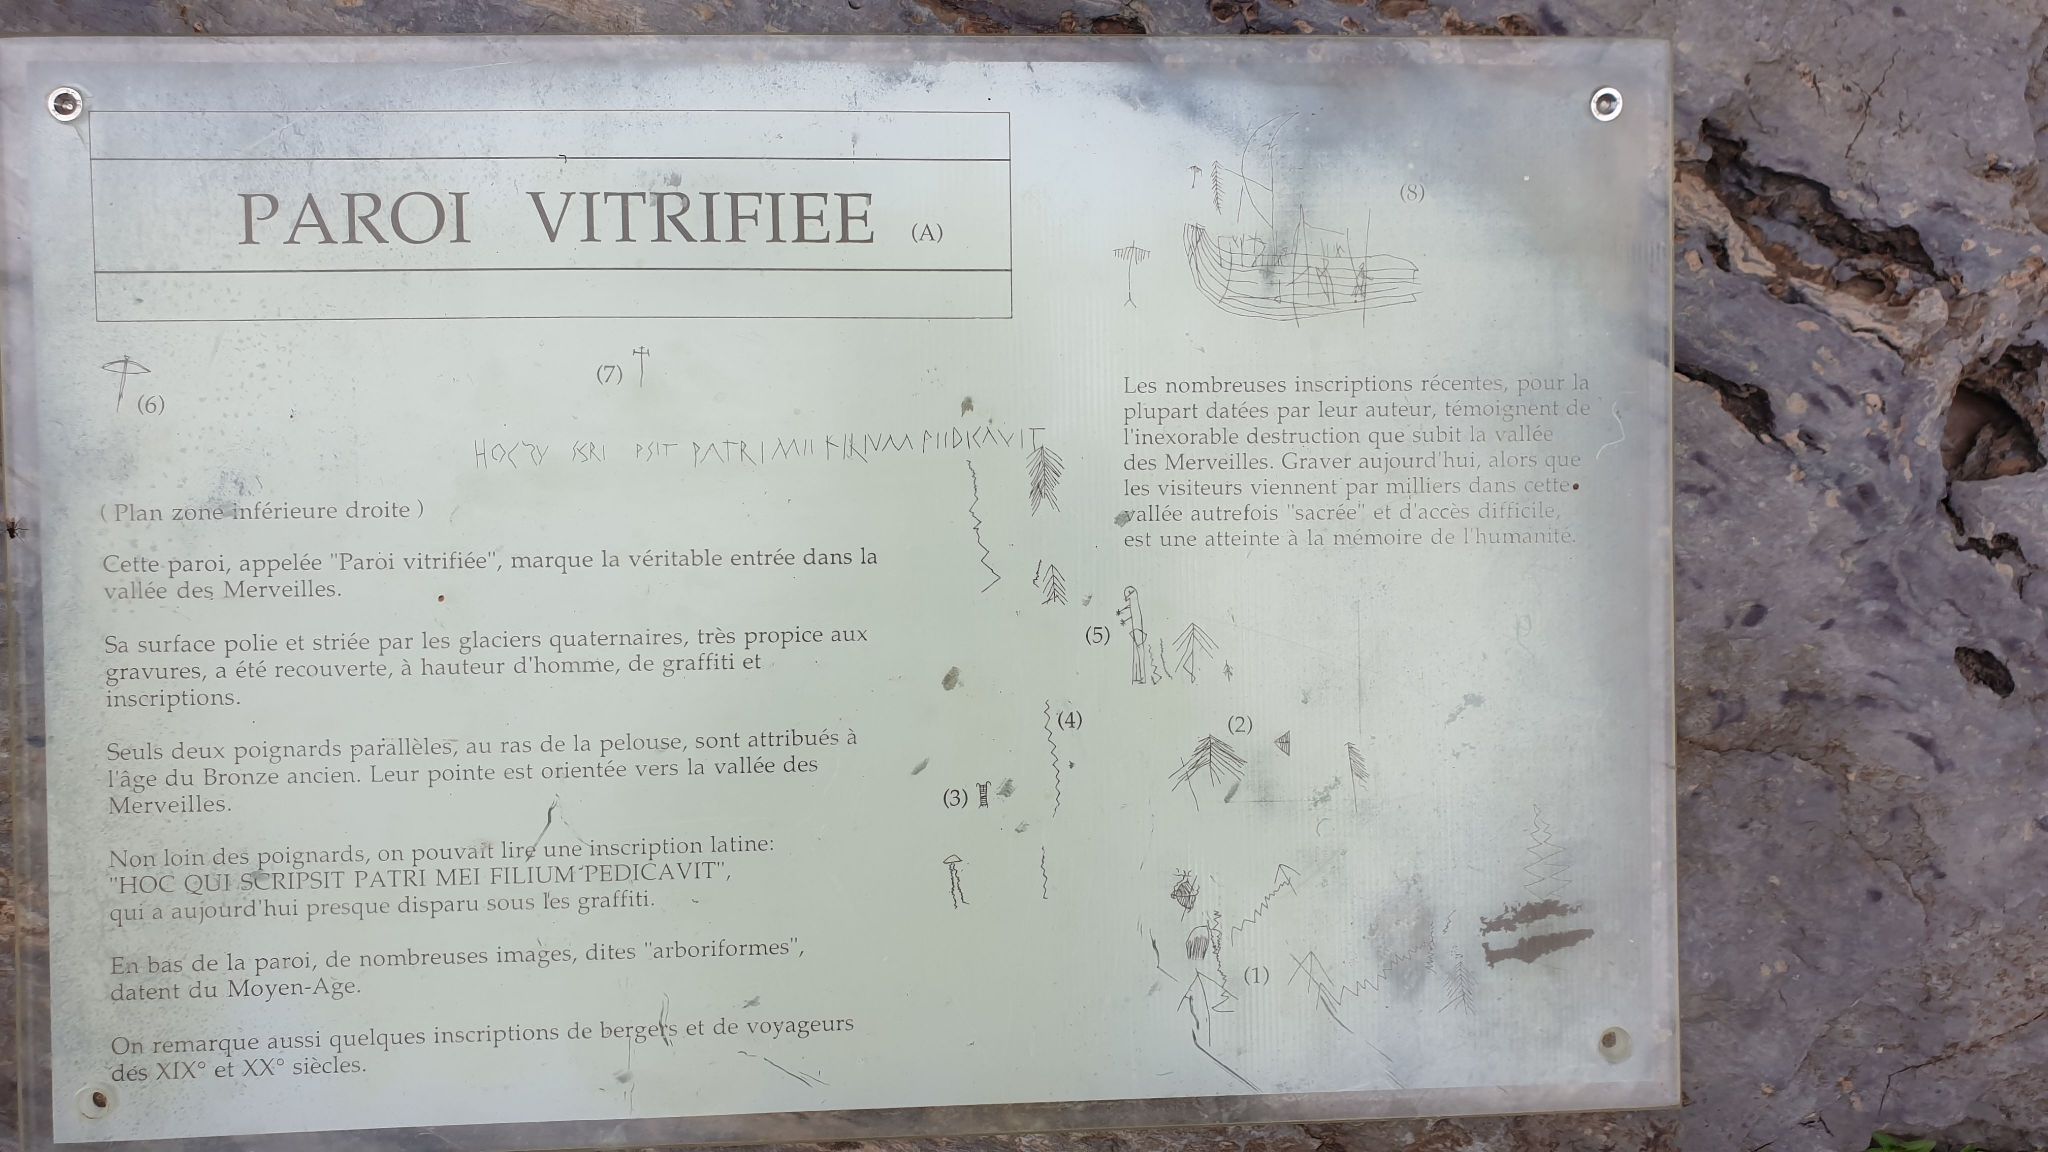 PAROI VITRIFIEE (A)
(6)
(7)
(Plan zone inférieure droite)
Cette paroi, appelée "Paroi vitrifiée", marque la véritable entrée dans la
vallée des Merveilles.
Sa surface polie et striée par les glaciers quaternaires, très propice aux
gravures, a été recouverte, à hauteur d'homme, de graffiti et
inscriptions.
Seuls deux poignards parallèles, au ras de la pelouse, sont attribués à
l'âge du Bronze ancien. Leur pointe est orientée vers la vallée des
Merveilles.
Non loin des poignards, on pouvait lire une inscription latine:
"HOC QUI SCRIPSIT PATRI MEI FILIUM PEDICAVIT",
qui a aujourd'hui presque disparu sous les graffiti.
En bas de la paroi, de nombreuses images, dites "arboriformes",
datent du Moyen-Age.
On remarque aussi quelques inscriptions de bergers et de voyageurs
des XIX° et XX° siècles.
(8)
Les nombreuses inscriptions récentes, pour la
plupart datées par leur auteur, témoignent de
l'inexorable destruction que subit la vallée
des Merveilles. Graver aujourd'hui, alors que
les visiteurs viennent par milliers dans cette
vallée autrefois "sacrée" et d'accès difficile,
est une atteinte à la mémoire de l'humanité.
(5)
(4)
(2)
(3)
(1)